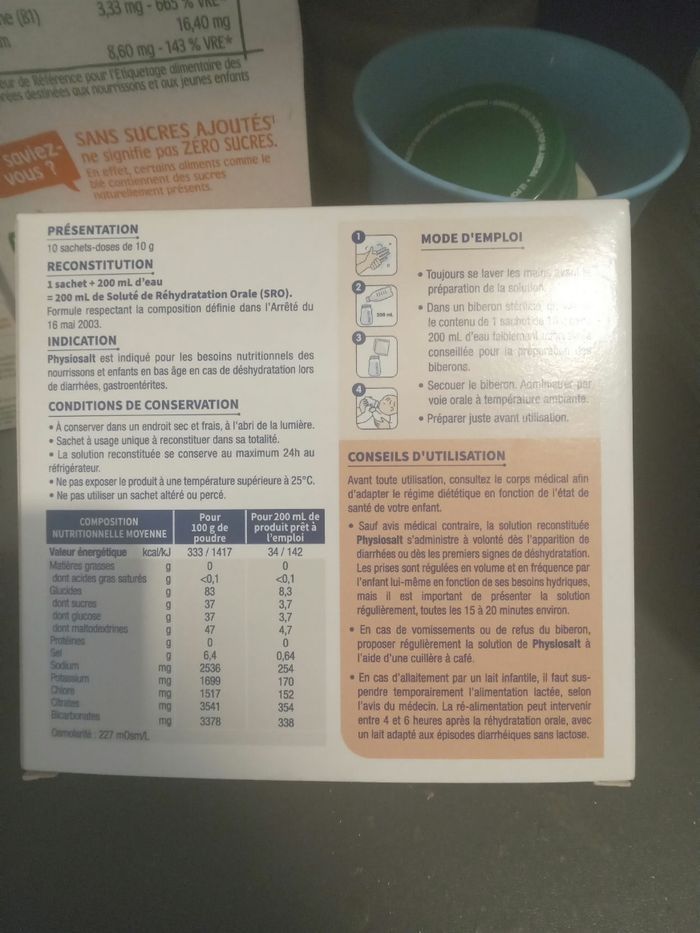 ne (B1)
3,33 mg - 665 % VRE*
16,40 mg
8,60 mg - 143 % VRE*
eur de Référence pour l'Etiquetage alimentaire des
rées destinées aux nourrissons et aux jeunes enfants
saviez-
vous ?
SANS SUCRES AJOUTÉS¹
ne signifie pas ZÉRO SUCRES.
En effet, certains aliments comme le
blé contiennent des sucres
naturellement présents.
PRÉSENTATION
10 sachets-doses de 10 g
RECONSTITUTION
1 sachet + 200 mL d'eau
= 200 mL de Soluté de Réhydratation Orale (SRO).
Formule respectant la composition définie dans l'Arrêté du
16 mai 2003.
INDICATION
Physiosalt est indiqué pour les besoins nutritionnels des
nourrissons et enfants en bas âge en cas de déshydratation lors
de diarrhées, gastroentérites.
CONDITIONS DE CONSERVATION
• À conserver dans un endroit sec et frais, à l'abri de la lumière.
• Sachet à usage unique à reconstituer dans sa totalité.
• La solution reconstituée se conserve au maximum 24h au
réfrigérateur.
• Ne pas exposer le produit à une température supérieure à 25°C.
• Ne pas utiliser un sachet altéré ou percé.
COMPOSITION NUTRITIONNELLE MOYENNE Pour 100 g de poudre Pour 200 mL de produit prêt à l'emploi
Valeur énergétique kcal/kJ 333 / 1417 34 / 142
Matières grasses g 0 0
dont acides gras saturés g <0,1 <0,1
Glucides g 83 8,3
dont sucres g 37 3,7
dont glucose g 37 3,7
dont maltodextrines g 47 4,7
Protéines g 0 0
Sel g 6,4 0,64
Sodium mg 2536 254
Potassium mg 1699 170
Chlore mg 1517 152
Citrates mg 3541 354
Bicarbonates mg 3378 338
Osmolarité : 227 mOsm/L
1
2
200 mL
3
4
MODE D'EMPLOI
• Toujours se laver les mains avant
préparation de la solution.
• Dans un biberon stérilisé,
le contenu de 1 sachet de 10
200 mL d'eau faiblement
conseillée pour la préparation des
biberons.
• Secouer le biberon. Administrer par
voie orale à température ambiante.
• Préparer juste avant utilisation.
CONSEILS D'UTILISATION
Avant toute utilisation, consultez le corps médical afin
d'adapter le régime diététique en fonction de l'état de
santé de votre enfant.
• Sauf avis médical contraire, la solution reconstituée
Physiosalt s'administre à volonté dès l'apparition de
diarrhées ou dès les premiers signes de déshydratation.
Les prises sont régulées en volume et en fréquence par
l'enfant lui-même en fonction de ses besoins hydriques,
mais il est important de présenter la solution
régulièrement, toutes les 15 à 20 minutes environ.
• En cas de vomissements ou de refus du biberon,
proposer régulièrement la solution de Physiosalt à
l'aide d'une cuillère à café.
• En cas d'allaitement par un lait infantile, il faut sus-
pendre temporairement l'alimentation lactée, selon
l'avis du médecin. La ré-alimentation peut intervenir
entre 4 et 6 heures après la réhydratation orale, avec
un lait adapté aux épisodes diarrhéiques sans lactose.